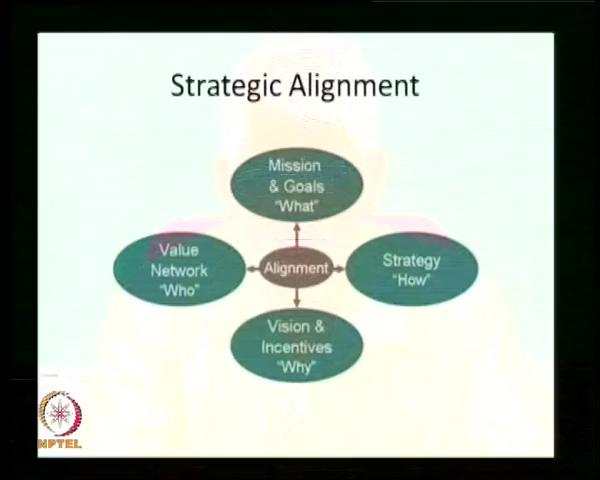 Strategic Alignment
Mission
& Goals
"What"
Value
Network
"Who"
Alignment
Strategy
"How"
Vision &
Incentives
"Why"
NPTEL